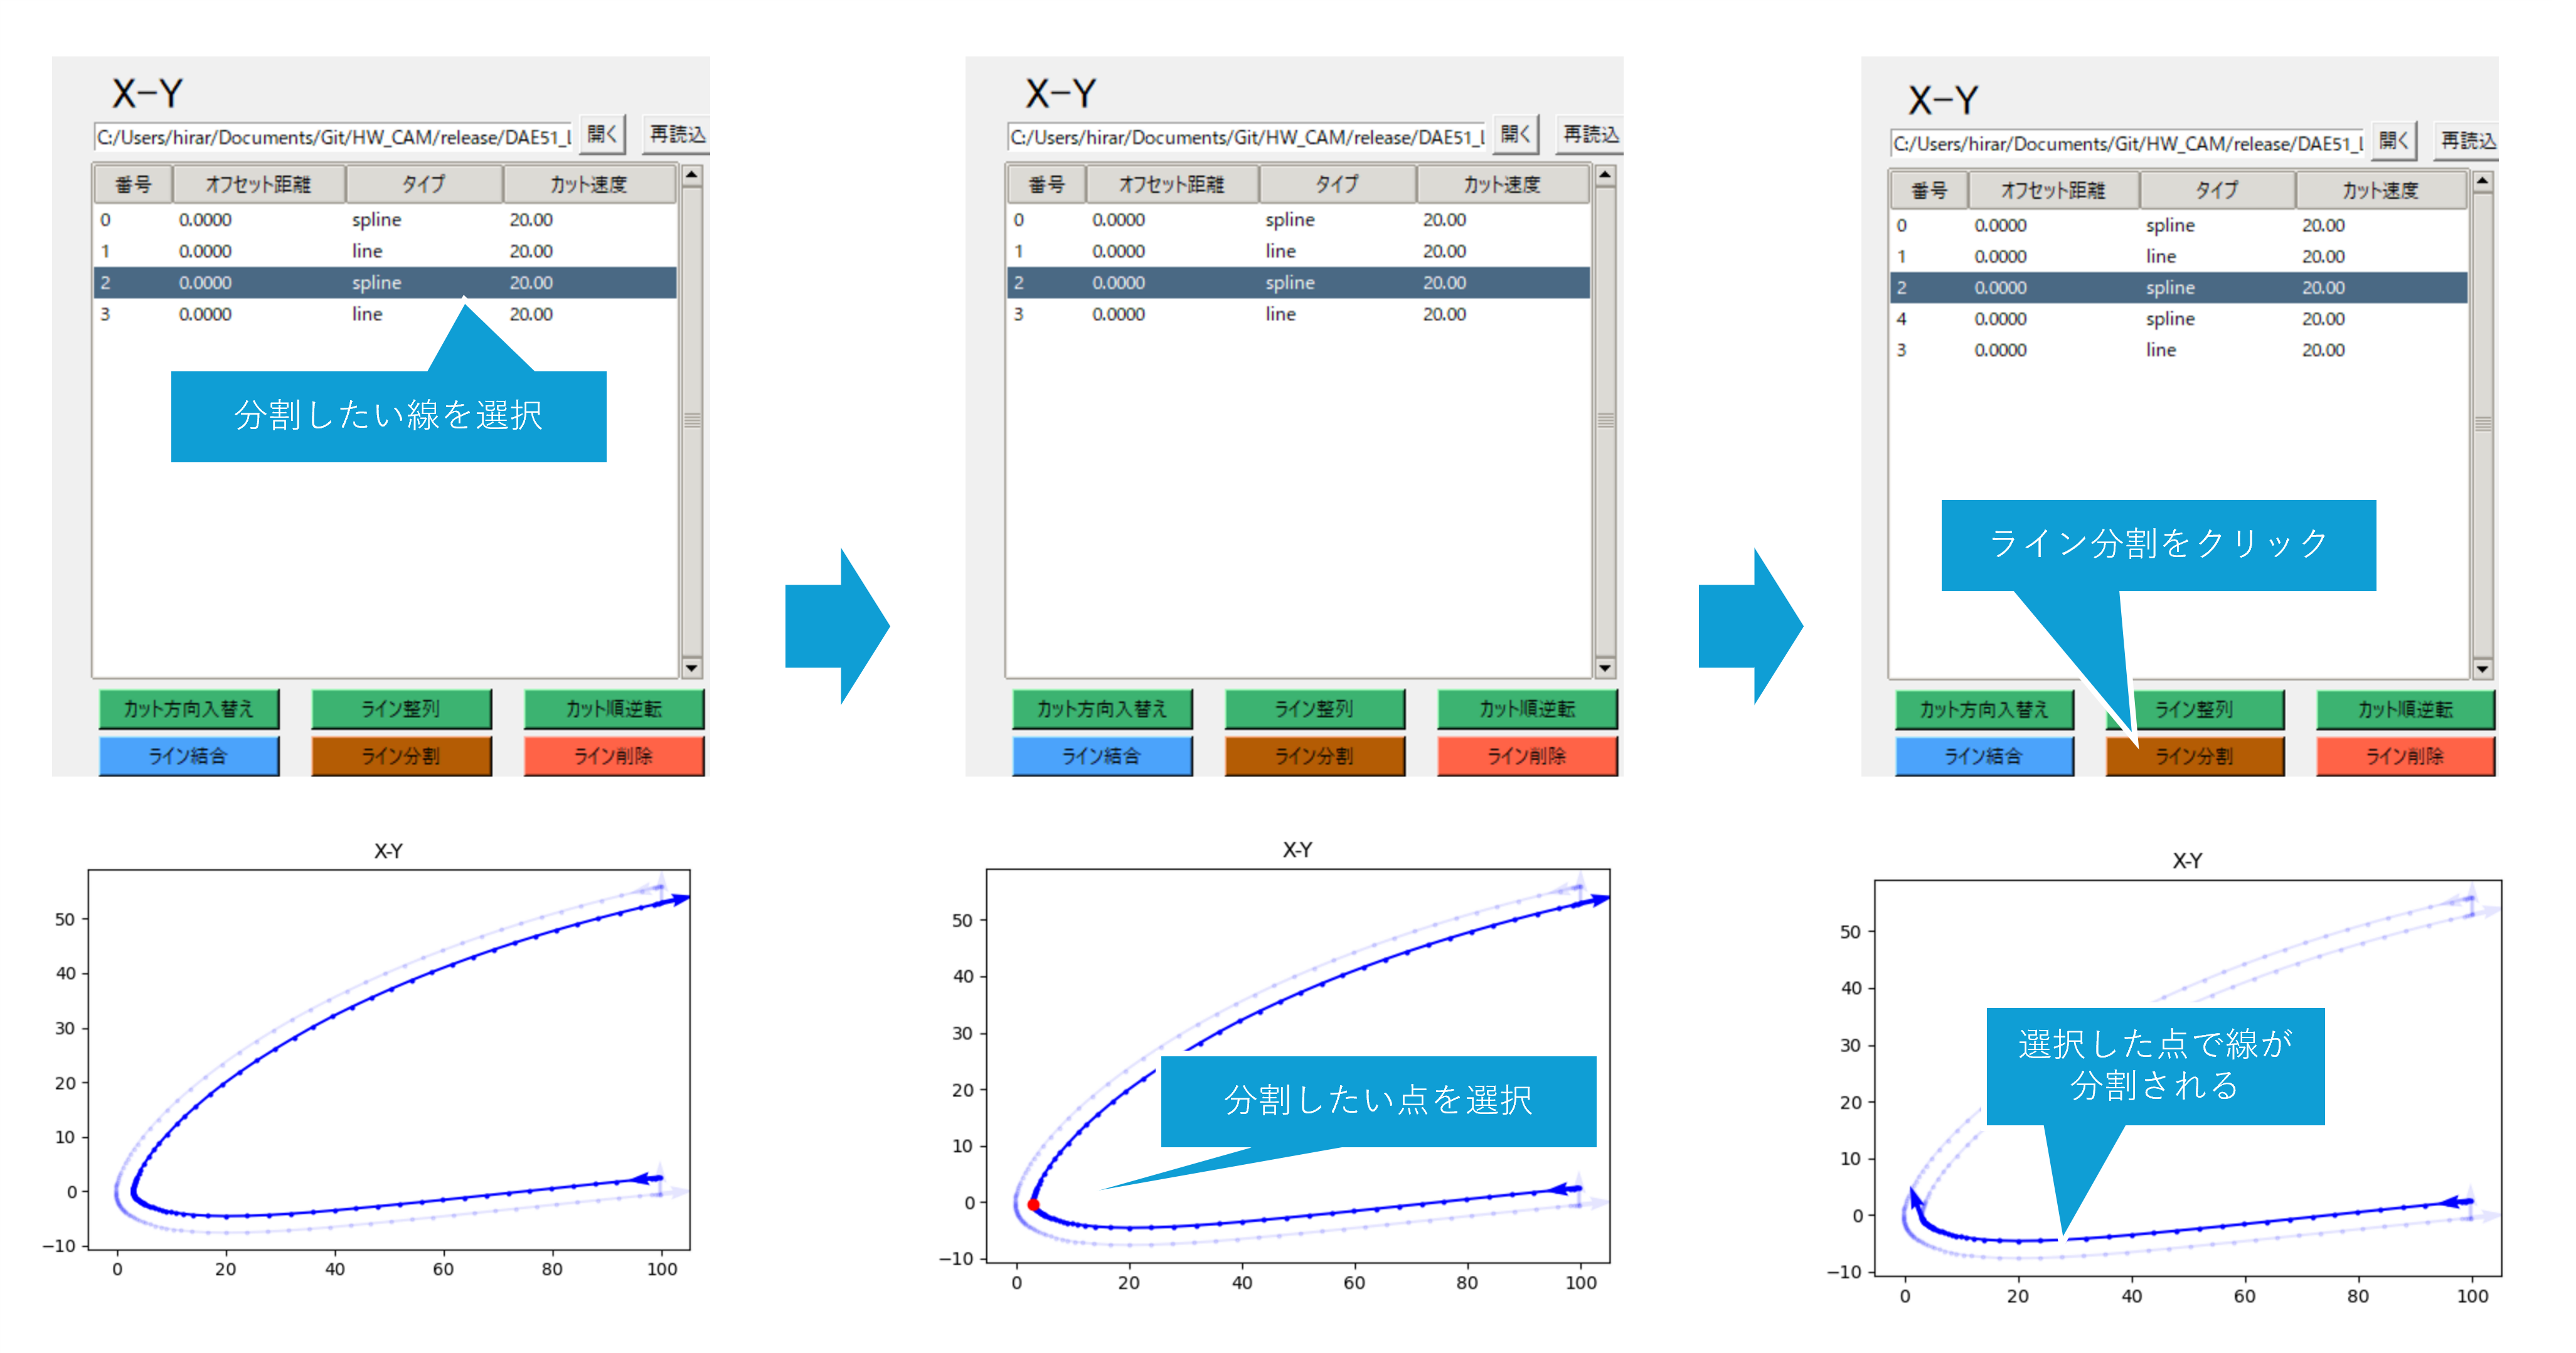 X-Y
C:/Users/hirar/Documents/Git/HW_CAM/release/DAE51_L 開く 再読込
番号 オフセット距離 タイプ カット速度
0 0.0000 spline 20.00
1 0.0000 line 20.00
2 0.0000 spline 20.00
3 0.0000 line 20.00
分割したい線を選択
カット方向入替え ライン整列 カット順逆転
ライン結合 ライン分割 ライン削除
X-Y
50
40
30
20
10
0
−10
0 20 40 60 80 100
X-Y
C:/Users/hirar/Documents/Git/HW_CAM/release/DAE51_L 開く 再読込
番号 オフセット距離 タイプ カット速度
0 0.0000 spline 20.00
1 0.0000 line 20.00
2 0.0000 spline 20.00
3 0.0000 line 20.00
カット方向入替え ライン整列 カット順逆転
ライン結合 ライン分割 ライン削除
X-Y
50
40
30
20
10
0
−10
0 20 40 60 80 100
分割したい点を選択
X-Y
C:/Users/hirar/Documents/Git/HW_CAM/release/DAE51_L 開く 再読込
番号 オフセット距離 タイプ カット速度
0 0.0000 spline 20.00
1 0.0000 line 20.00
2 0.0000 spline 20.00
4 0.0000 spline 20.00
3 0.0000 line 20.00
ライン分割をクリック
カット方向入替え ライン整列 カット順逆転
ライン結合 ライン分割 ライン削除
X-Y
50
40
30
20
10
0
−10
0 20 40 60 80 100
選択した点で線が
分割される